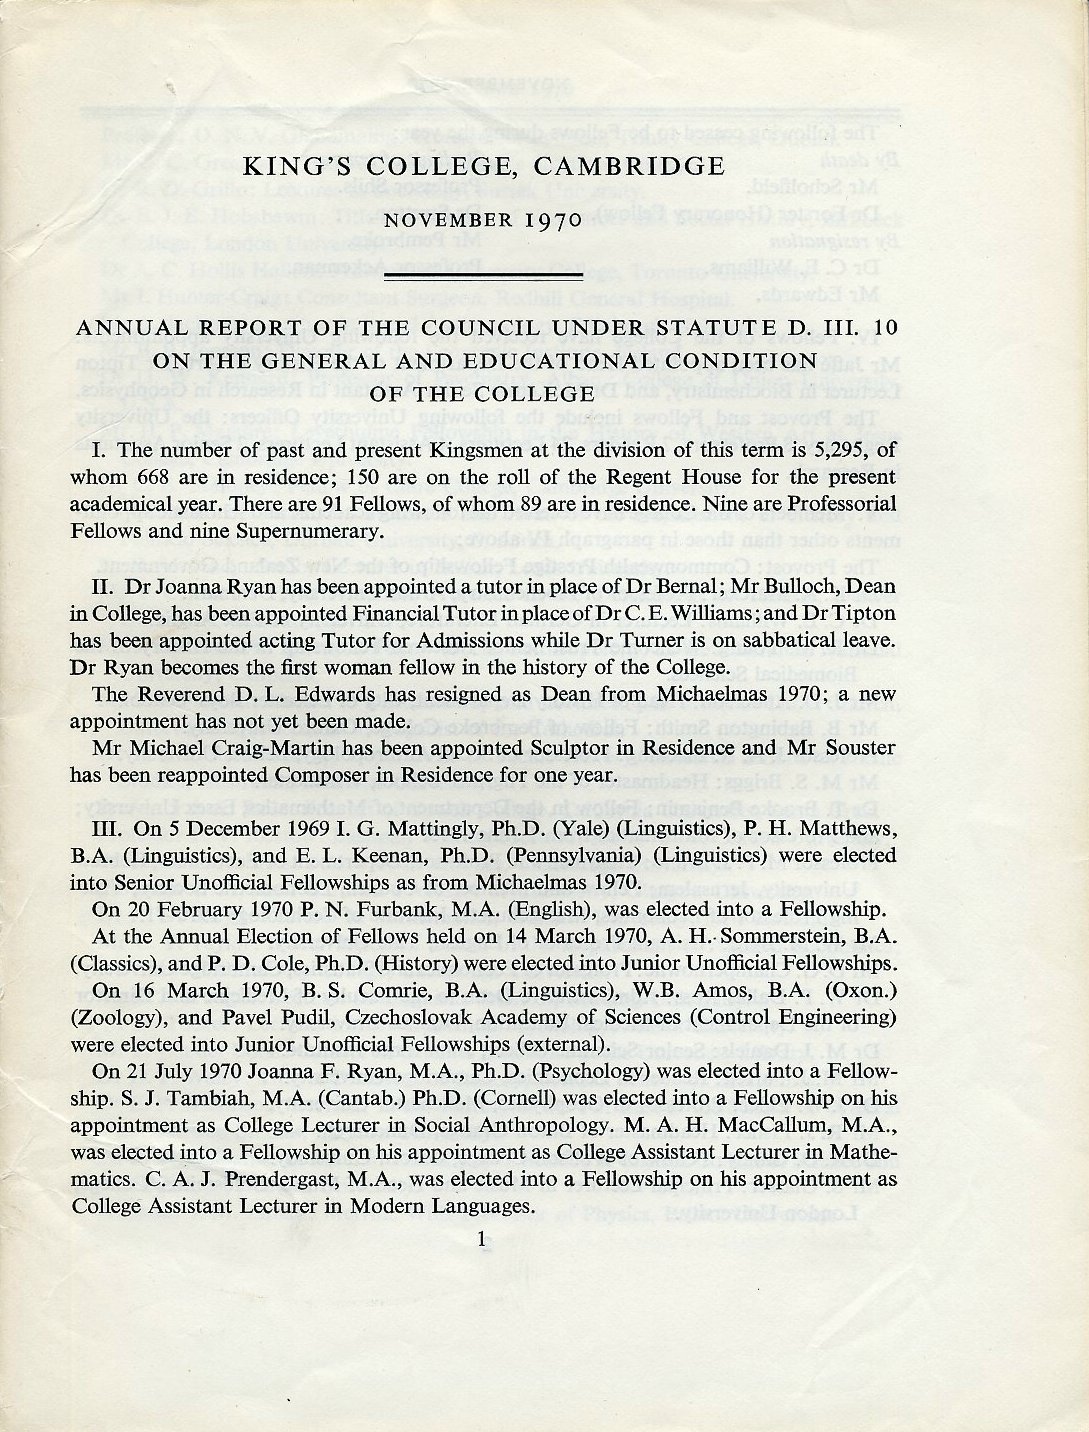 KING'S COLLEGE, CAMBRIDGE
NOVEMBER 1970
ANNUAL REPORT OF THE COUNCIL UNDER STATUTE D. III. 10
ON THE GENERAL AND EDUCATIONAL CONDITION
OF THE COLLEGE
I. The number of past and present Kingsmen at the division of this term is 5,295, of
whom 668 are in residence; 150 are on the roll of the Regent House for the present
academical year. There are 91 Fellows, of whom 89 are in residence. Nine are Professorial
Fellows and nine Supernumerary.
II. Dr Joanna Ryan has been appointed a tutor in place of Dr Bernal; Mr Bulloch, Dean
in College, has been appointed Financial Tutor in place of Dr C. E. Williams; and Dr Tipton
has been appointed acting Tutor for Admissions while Dr Turner is on sabbatical leave.
Dr Ryan becomes the first woman fellow in the history of the College.
The Reverend D. L. Edwards has resigned as Dean from Michaelmas 1970; a new
appointment has not yet been made.
Mr Michael Craig-Martin has been appointed Sculptor in Residence and Mr Souster
has been reappointed Composer in Residence for one year.
III. On 5 December 1969 I. G. Mattingly, Ph.D. (Yale) (Linguistics), P. H. Matthews,
B.A. (Linguistics), and E. L. Keenan, Ph.D. (Pennsylvania) (Linguistics) were elected
into Senior Unofficial Fellowships as from Michaelmas 1970.
On 20 February 1970 P. N. Furbank, M.A. (English), was elected into a Fellowship.
At the Annual Election of Fellows held on 14 March 1970, A. H. Sommerstein, B.A.
(Classics), and P. D. Cole, Ph.D. (History) were elected into Junior Unofficial Fellowships.
On 16 March 1970, B. S. Comrie, B.A. (Linguistics), W.B. Amos, B.A. (Oxon.)
(Zoology), and Pavel Pudil, Czechoslovak Academy of Sciences (Control Engineering)
were elected into Junior Unofficial Fellowships (external).
On 21 July 1970 Joanna F. Ryan, M.A., Ph.D. (Psychology) was elected into a Fellow-
ship. S. J. Tambiah, M.A. (Cantab.) Ph.D. (Cornell) was elected into a Fellowship on his
appointment as College Lecturer in Social Anthropology. M. A. H. MacCallum, M.A.,
was elected into a Fellowship on his appointment as College Assistant Lecturer in Mathe-
matics. C. A. J. Prendergast, M.A., was elected into a Fellowship on his appointment as
College Assistant Lecturer in Modern Languages.
1